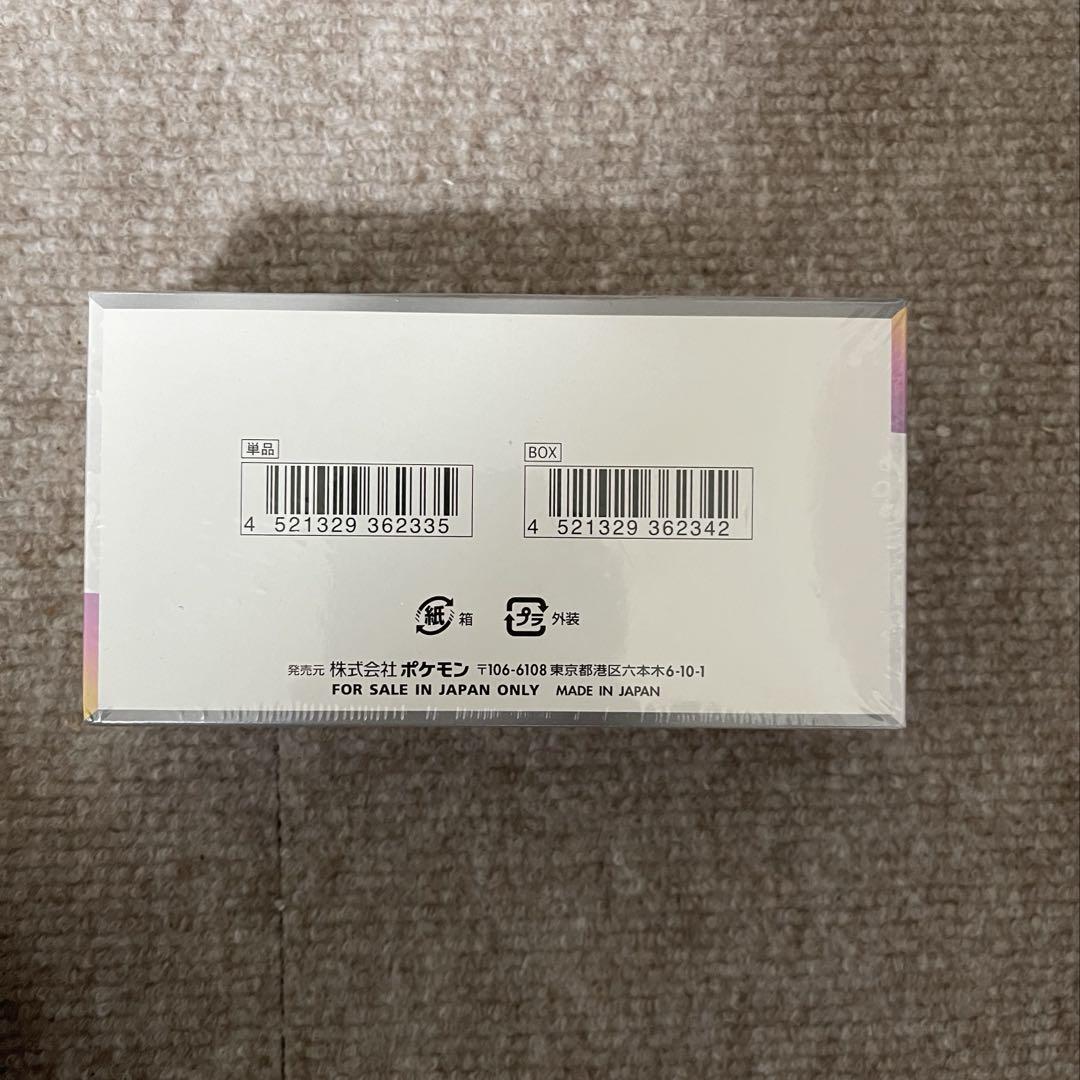 単品
4 521329 362335
BOX
4 521329 362342
紙 箱
プラ 外装
発売元 株式会社ポケモン 〒106-6108 東京都港区六本木6-10-1
FOR SALE IN JAPAN ONLY MADE IN JAPAN